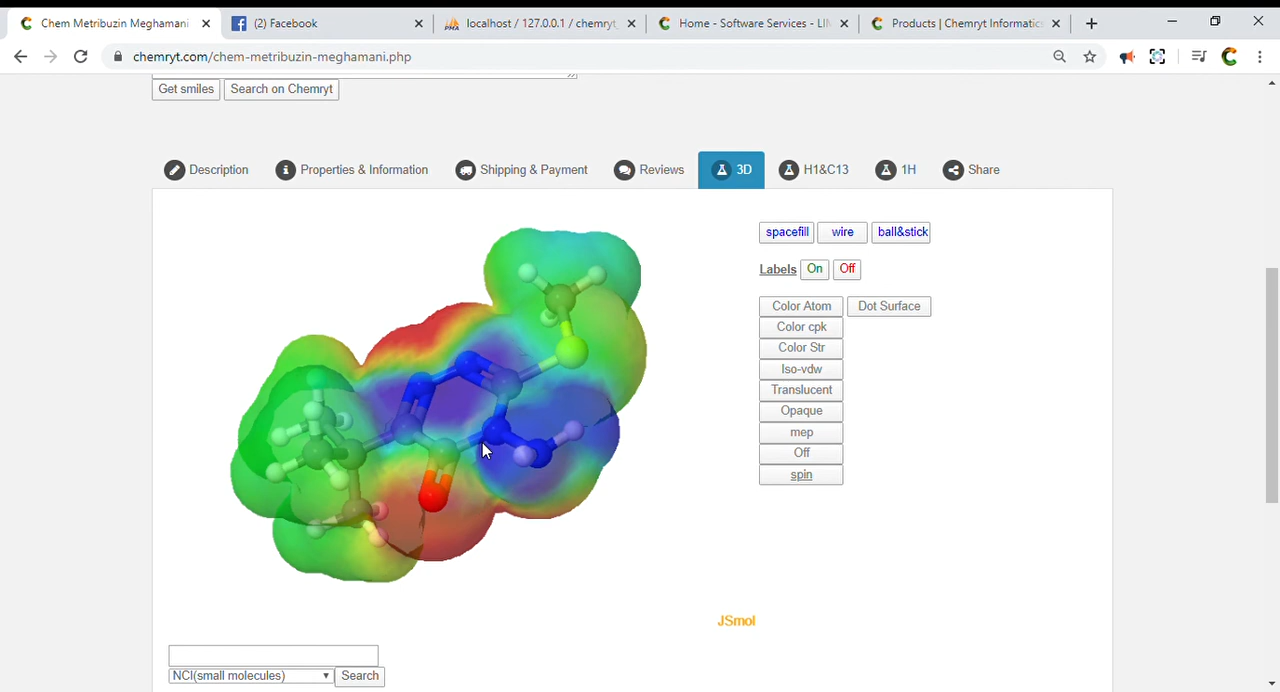 Chem Metribuzin Meghamani
(2) Facebook
localhost / 127.0.0.1 / chemryt_
Home - Software Services - LI
Products | Chemryt Informatics
chemryt.com/chem-metribuzin-meghamani.php
Get smiles Search on Chemryt
Description Properties & Information Shipping & Payment Reviews 3D H1&C13 1H Share
spacefill wire ball&stick
Labels On Off
Color Atom Dot Surface
Color cpk
Color Str
Iso-vdw
Translucent
Opaque
mep
Off
spin
JSmol
NCI(small molecules) Search